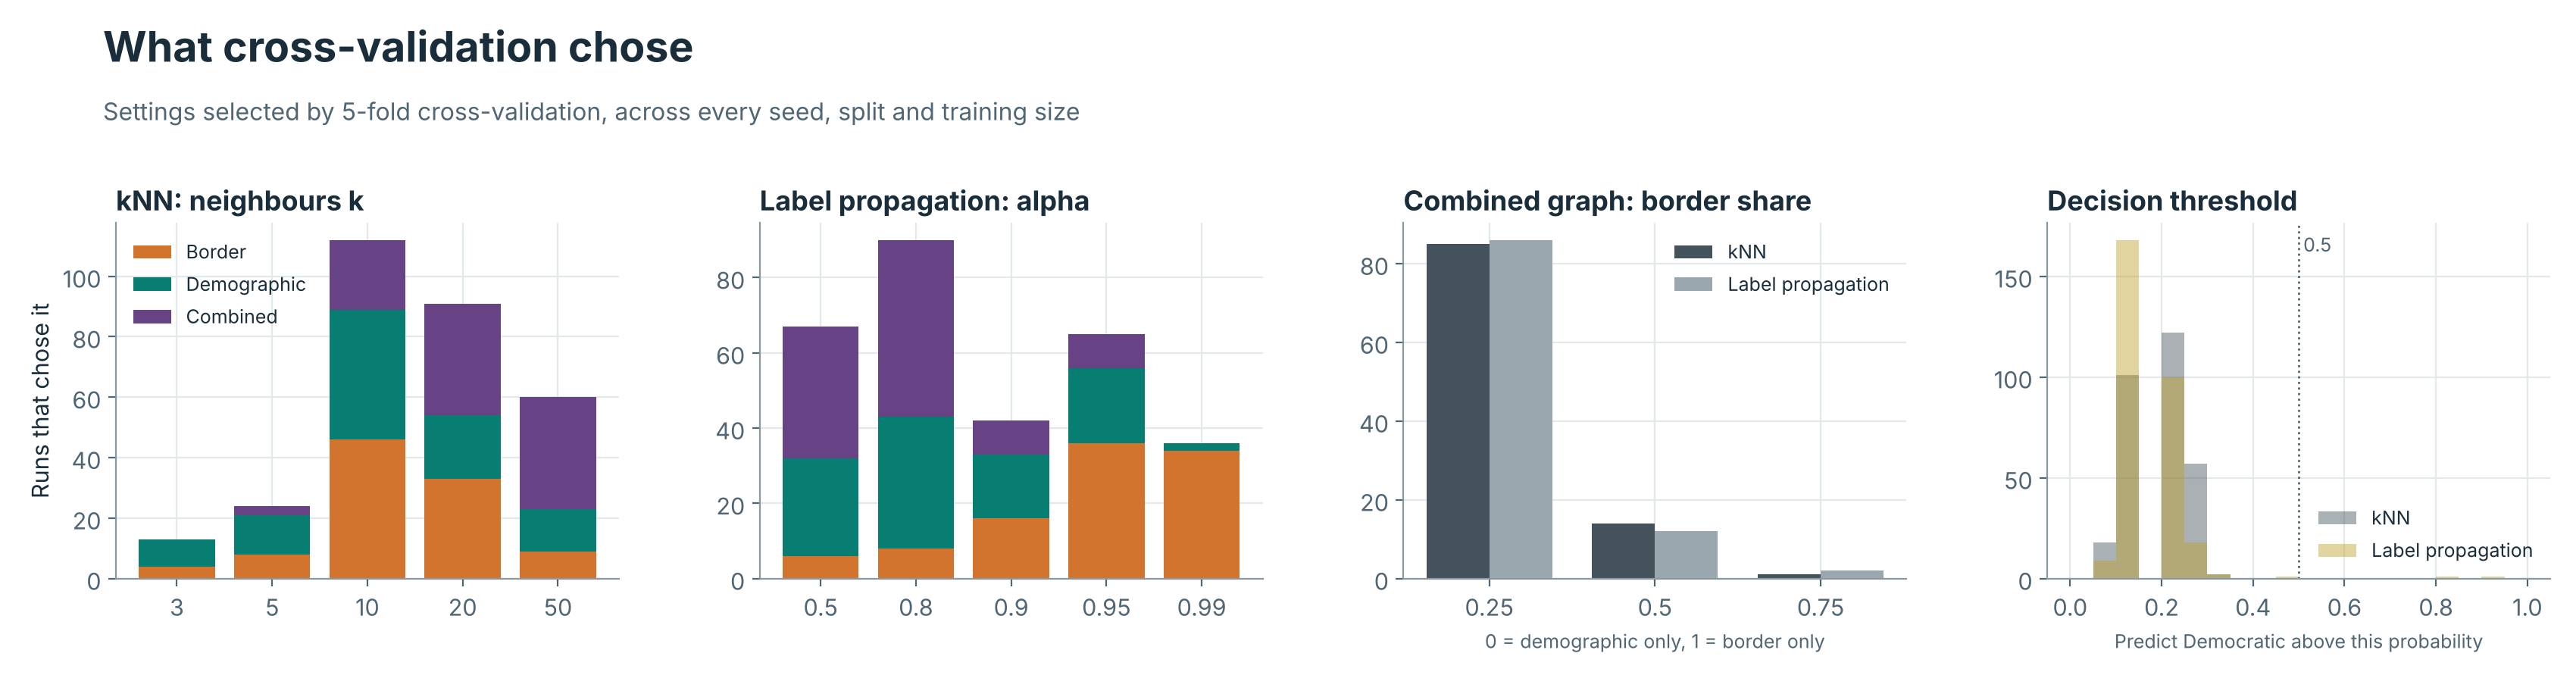 What cross-validation chose
Settings selected by 5-fold cross-validation, across every seed, split and training size
kNN: neighbours k
Runs that chose it
100
80
60
40
20
0
Border
Demographic
Combined
3 5 10 20 50
Label propagation: alpha
80
60
40
20
0
0.5 0.8 0.9 0.95 0.99
Combined graph: border share
80
60
40
20
0
kNN
Label propagation
0.25 0.5 0.75
0 = demographic only, 1 = border only
Decision threshold
150
100
50
0
0.5
kNN
Label propagation
0.0 0.2 0.4 0.6 0.8 1.0
Predict Democratic above this probability